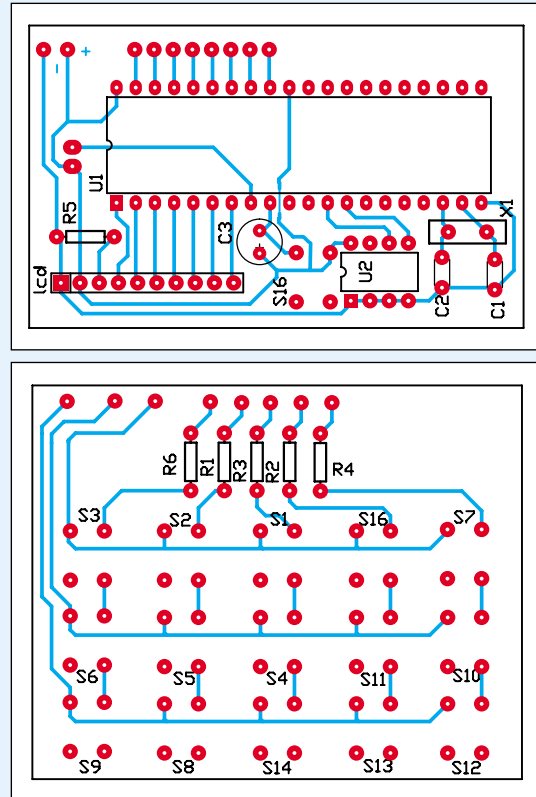 - +
U1
R5
C3
X1
lcd
S16
U2
C2
C1
R6
R1
R3
R2
R4
S3
S2
S1
S16
S7
S6
S5
S4
S11
S10
S9
S8
S14
S13
S12